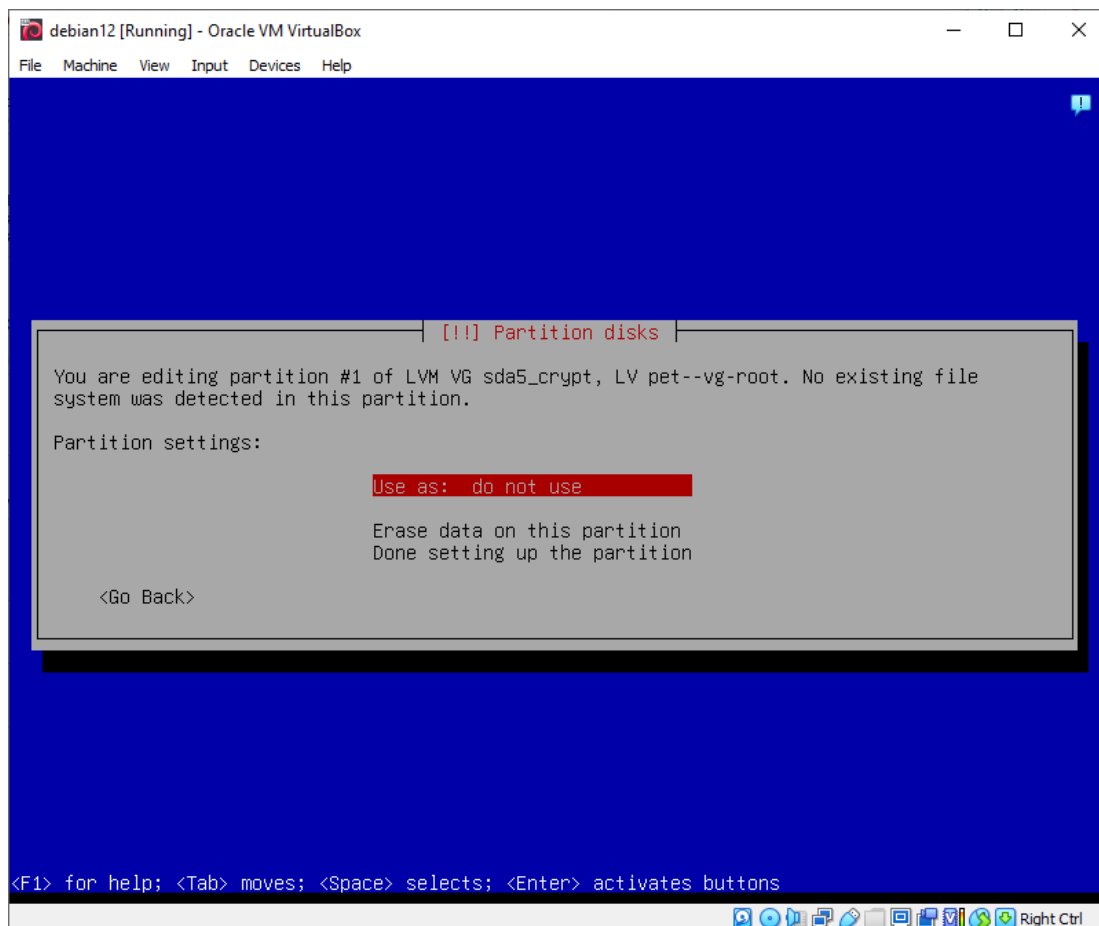 debian12 [Running] - Oracle VM VirtualBox
File Machine View Input Devices Help
[!!] Partition disks
You are editing partition #1 of LVM VG sda5_crypt, LV pet--vg-root. No existing file
system was detected in this partition.
Partition settings:
Use as: do not use
Erase data on this partition
Done setting up the partition
<Go Back>
<F1> for help; <Tab> moves; <Space> selects; <Enter> activates buttons
Right Ctrl